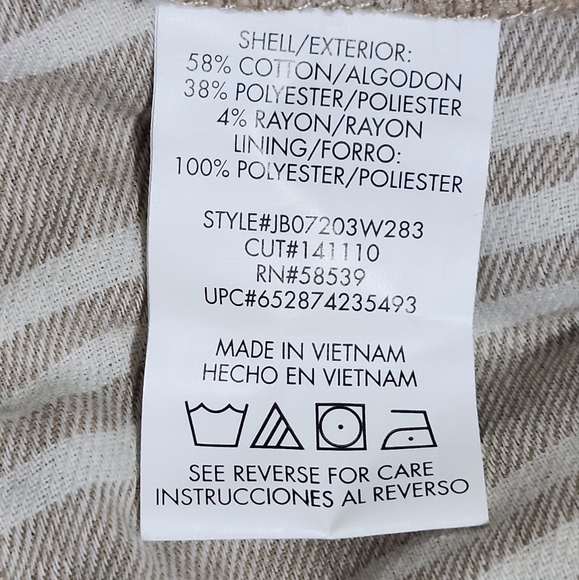 SHELL/EXTERIOR:
58% COTTON/ALGODON
38% POLYESTER/POLIESTER
4% RAYON/RAYON
LINING/FORRO:
100% POLYESTER/POLIESTER
STYLE#JB07203W283
CUT#141110
RN#58539
UPC#652874235493
MADE IN VIETNAM
HECHO EN VIETNAM
SEE REVERSE FOR CARE
INSTRUCCIONES AL REVERSO